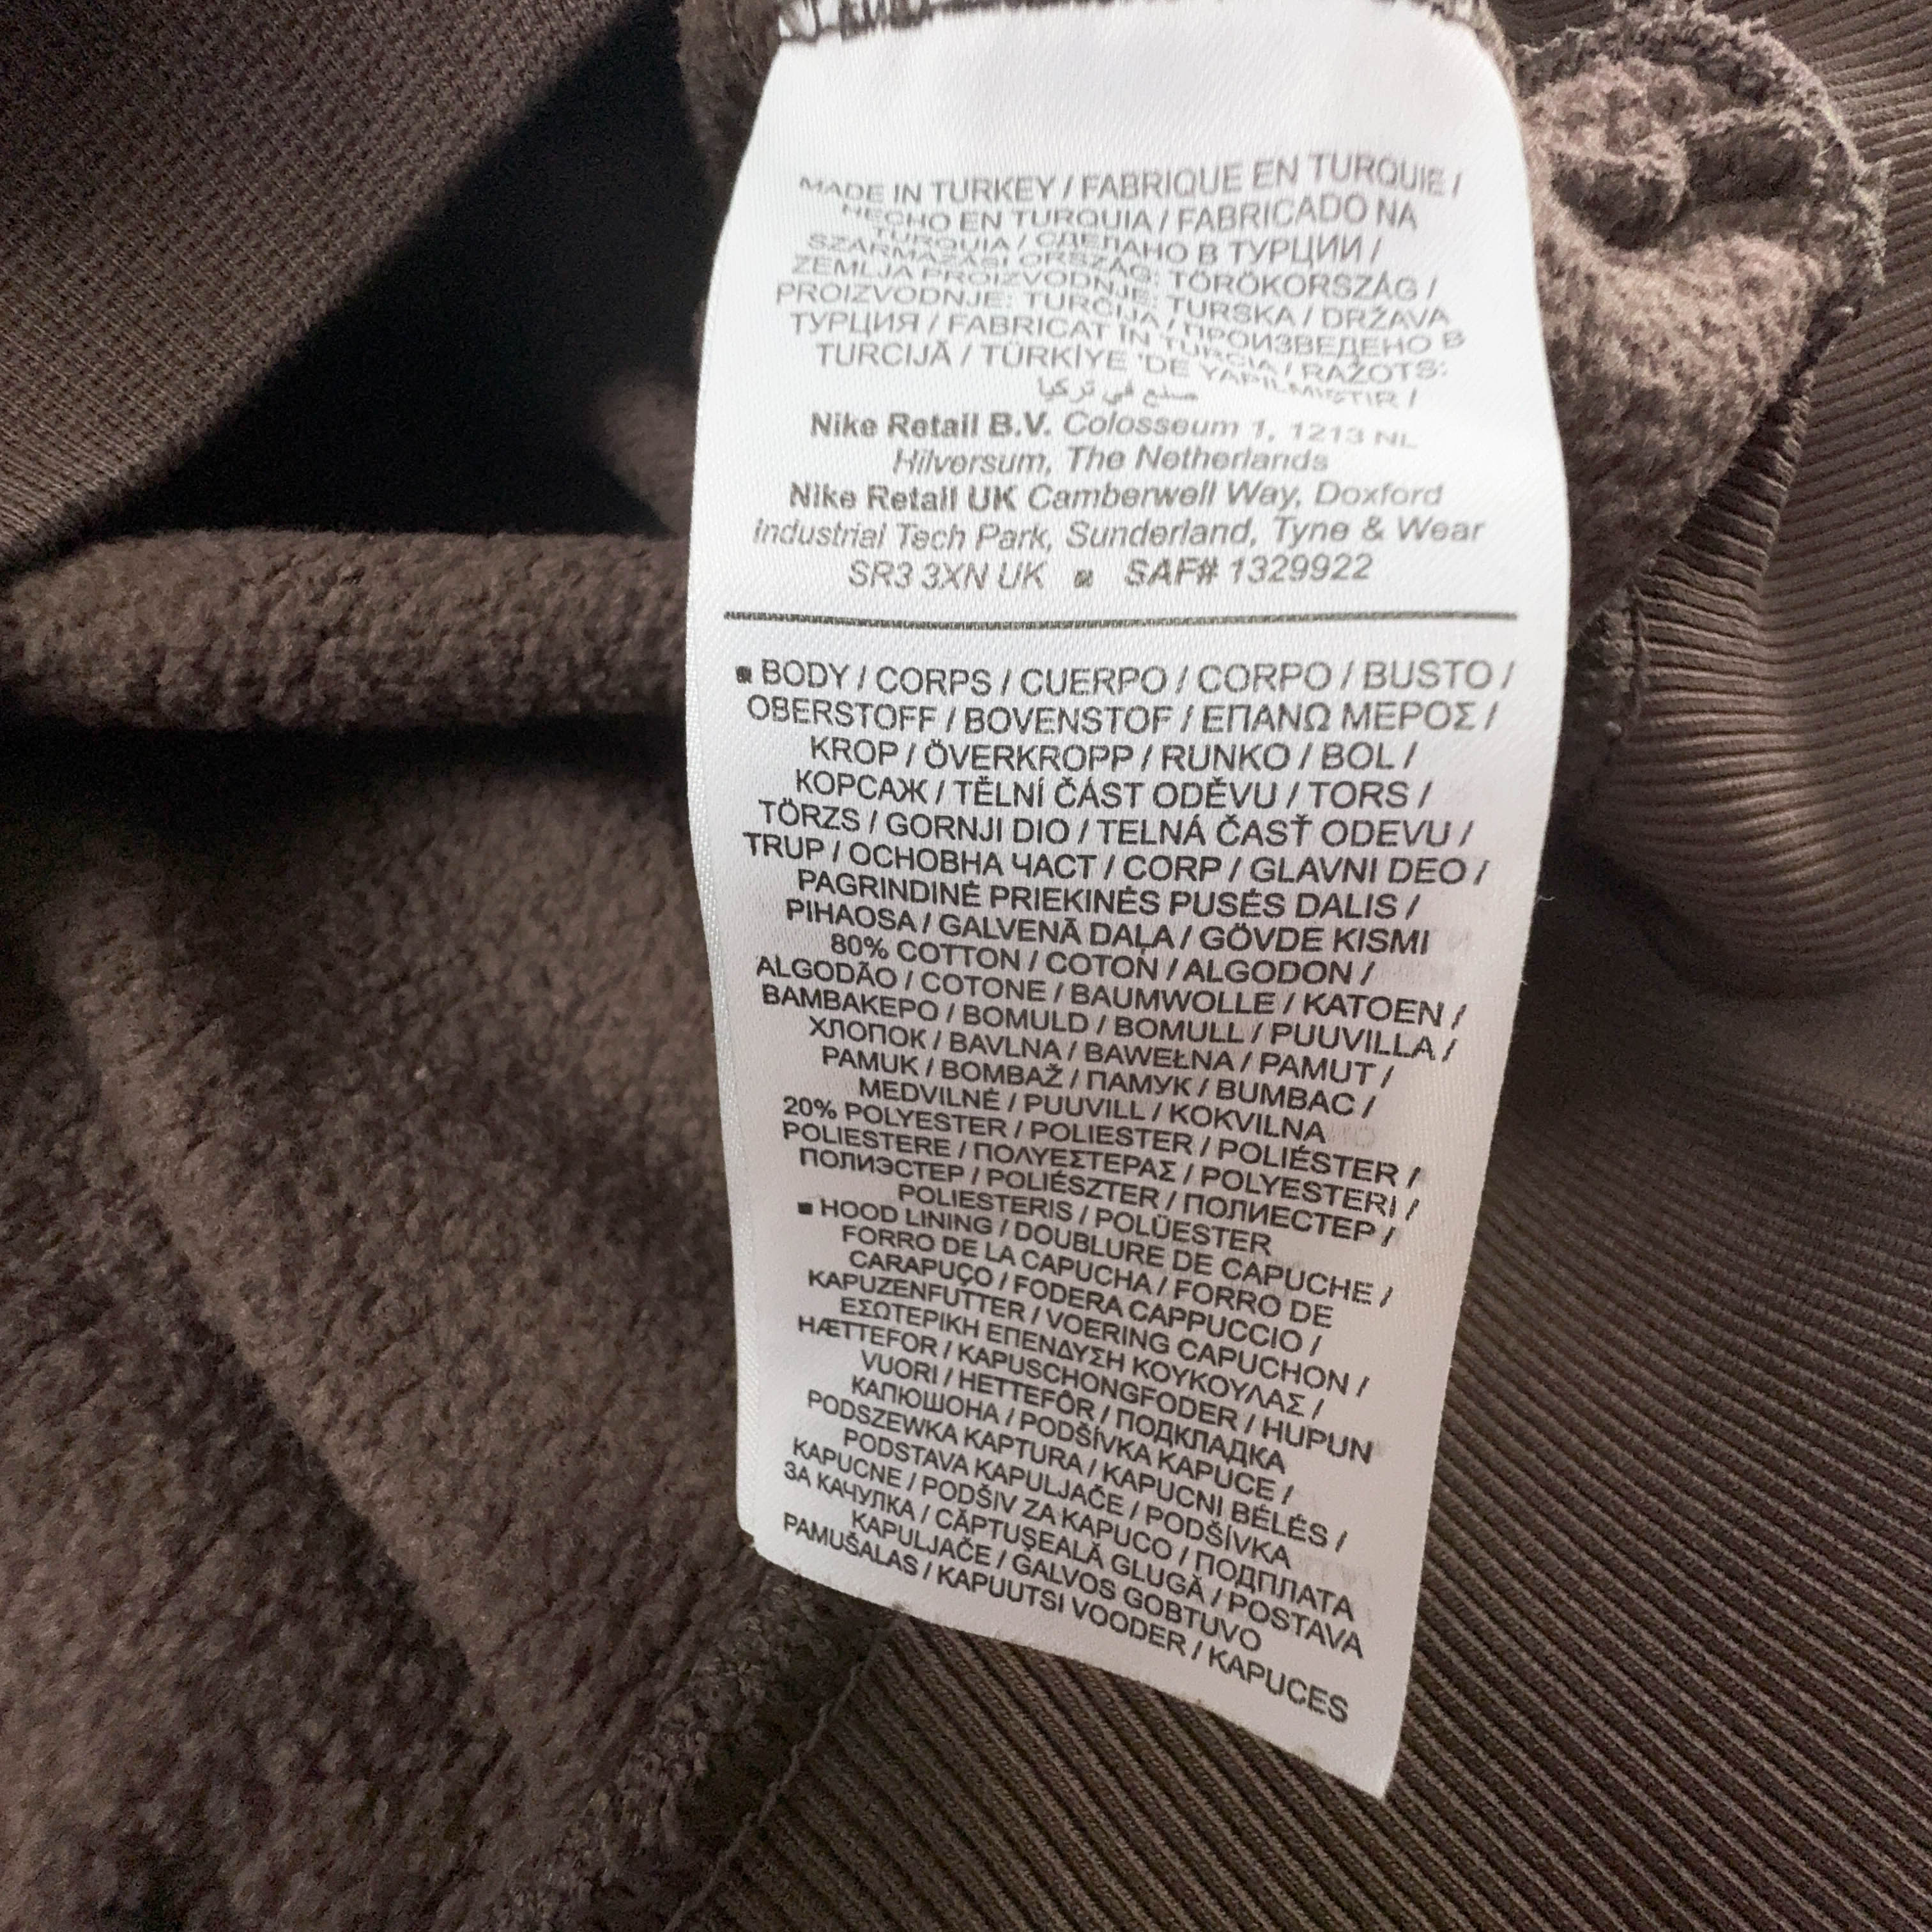 MADE IN TURKEY / FABRIQUE EN TURQUIE /
HECHO EN TURQUIA / FABRICADO NA
TURQUIA / СДЕЛАНО В ТУРЦИИ /
SZÁRMAZÁSI ORSZÁG: TÖRÖKORSZÁG /
ZEMLJA PROIZVODNJE: TURSKA / DRŽAVA
PROIZVODNJE: TURČIJA / ПРОИЗВЕДЕНО В
ТУРЦИЯ / FABRICAT ÎN TURCIA / RAŽOTS:
TURCIJĀ / TÜRKİYE 'DE YAPILMIŞTIR /
صنع في تركيا
Nike Retail B.V. Colosseum 1, 1213 NL
Hilversum, The Netherlands
Nike Retail UK Camberwell Way, Doxford
Industrial Tech Park, Sunderland, Tyne & Wear
SR3 3XN UK ▪ SAF# 1329922
▪ BODY / CORPS / CUERPO / CORPO / BUSTO /
OBERSTOFF / BOVENSTOF / ΕΠΑΝΩ ΜΕΡΟΣ /
KROP / ÖVERKROPP / RUNKO / BOL /
КОРСАЖ / TĚLNÍ ČÁST ODĚVU / TORS /
TÖRZS / GORNJI DIO / TELNÁ ČASŤ ODEVU /
TRUP / ОСНОВНА ЧАСТ / CORP / GLAVNI DEO /
PAGRINDINĖ PRIEKINĖS PUSĖS DALIS /
PIHAOSA / GALVENĀ DAĻA / GÖVDE KISMI
80% COTTON / COTON / ALGODON /
ALGODÃO / COTONE / BAUMWOLLE / KATOEN /
ΒΑΜΒΑΚΕΡΟ / BOMULD / BOMULL / PUUVILLA /
ХЛОПОК / BAVLNA / BAWEŁNA / PAMUT /
PAMUK / BOMBAŽ / ПАМУК / BUMBAC /
MEDVILNĖ / PUUVILL / KOKVILNA
20% POLYESTER / POLIESTER / POLIÉSTER /
POLIESTERE / ΠΟΛΥΕΣΤΕΡΑΣ / POLYESTERI /
ПОЛИЭСТЕР / POLIÉSZTER / ПОЛИЕСТЕР /
POLIESTERIS / POLÜESTER
▪ HOOD LINING / DOUBLURE DE CAPUCHE /
FORRO DE LA CAPUCHA / FORRO DE
CARAPUÇO / FODERA CAPPUCCIO /
KAPUZENFUTTER / VOERING CAPUCHON /
ΕΣΩΤΕΡΙΚΗ ΕΠΕΝΔΥΣΗ ΚΟΥΚΟΥΛΑΣ /
HÆTTEFOR / KAPUSCHONGFODER / HUPUN
VUORI / HETTEFÔR / ПОДКЛАДКА
КАПЮШОНА / PODŠÍVKA KAPUCE /
PODSZEWKA KAPTURA / KAPUCNI BÉLÉS /
PODSTAVA KAPULJAČE / PODŠÍVKA
KAPUCNE / PODŠIV ZA KAPUCO / ПОДПЛАТА
ЗА КАЧУЛКА / CĂPTUŞEALĂ GLUGĂ / POSTAVA
KAPULJAČE / GALVOS GOBTUVO
PAMUŠALAS / KAPUUTSI VOODER / KAPUCES